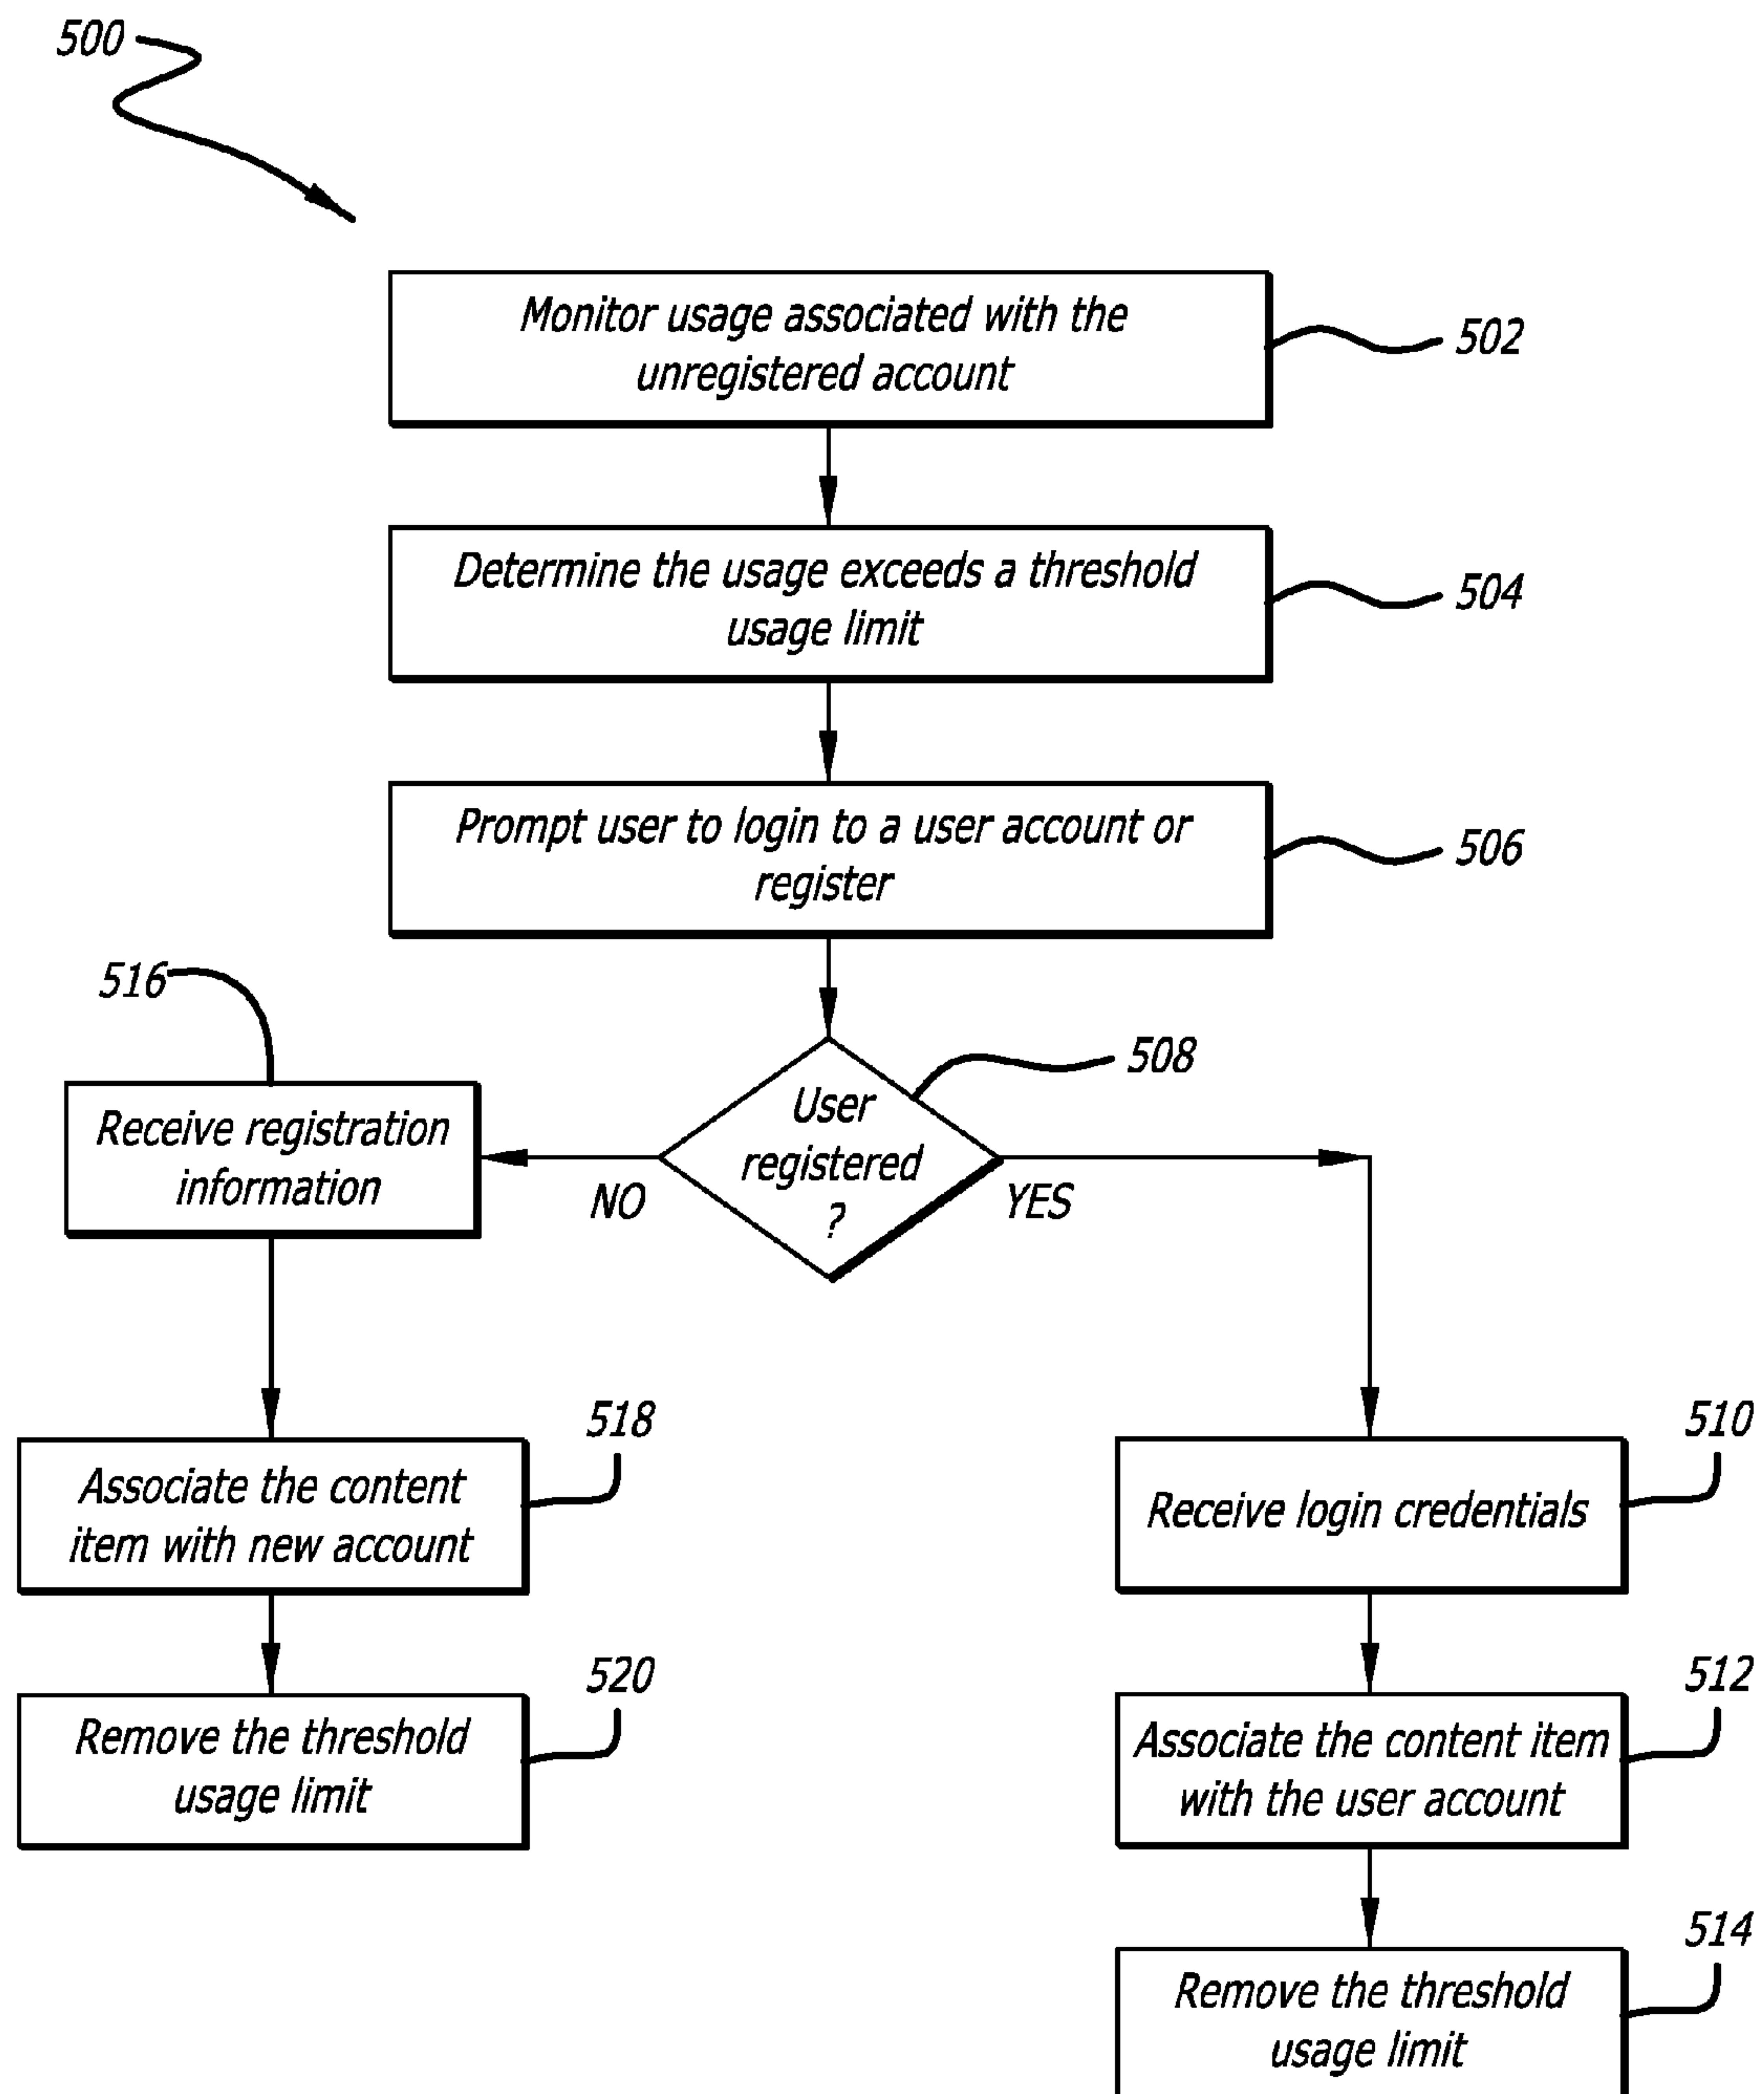 500
Monitor usage associated with the
unregistered account
502
Determine the usage exceeds a threshold
usage limit
504
Prompt user to login to a user account or
register
506
516
508
User
registered
?
Receive registration
information
NO
YES
518
Associate the content
item with new account
510
Receive login credentials
520
Remove the threshold
usage limit
512
Associate the content item
with the user account
514
Remove the threshold
usage limit